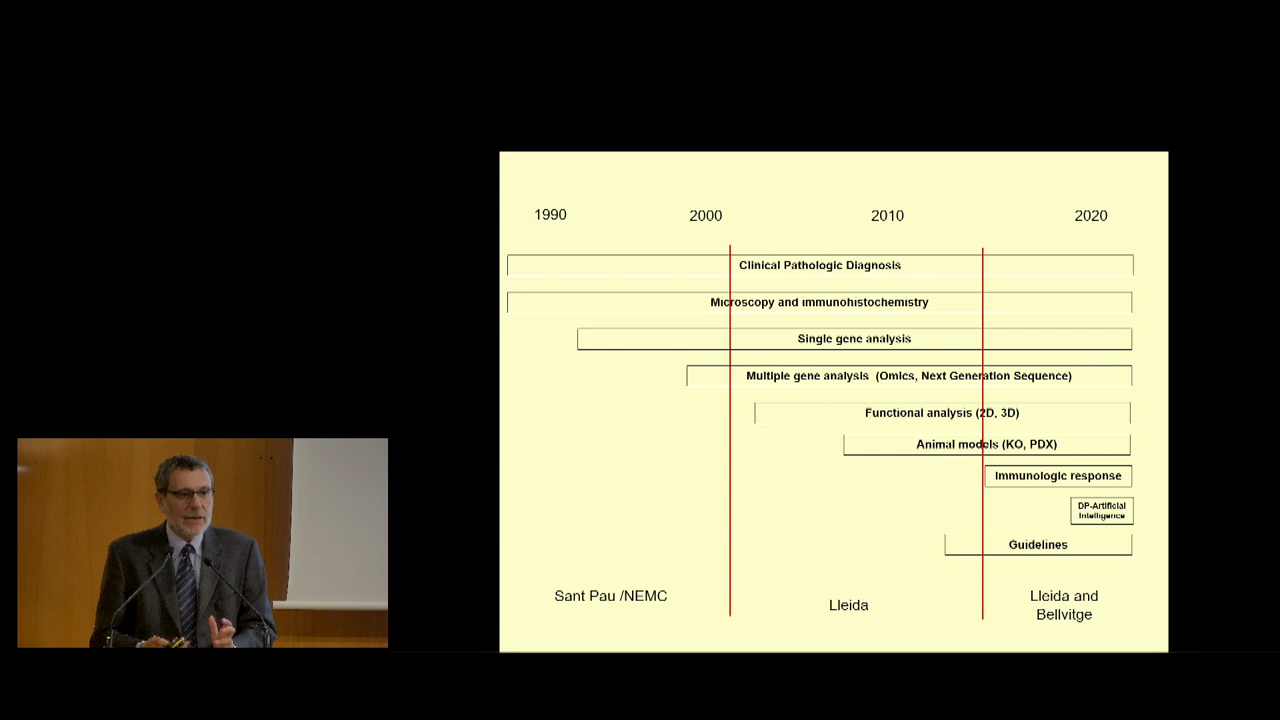 1990 2000 2010 2020
Clinical Pathologic Diagnosis
Microscopy and immunohistochemistry
Single gene analysis
Multiple gene analysis (Omics, Next Generation Sequence)
Functional analysis (2D, 3D)
Animal models (KO, PDX)
Immunologic response
DP-Artificial
Intelligence
Guidelines
Sant Pau /NEMC
Lleida
Lleida and
Bellvitge